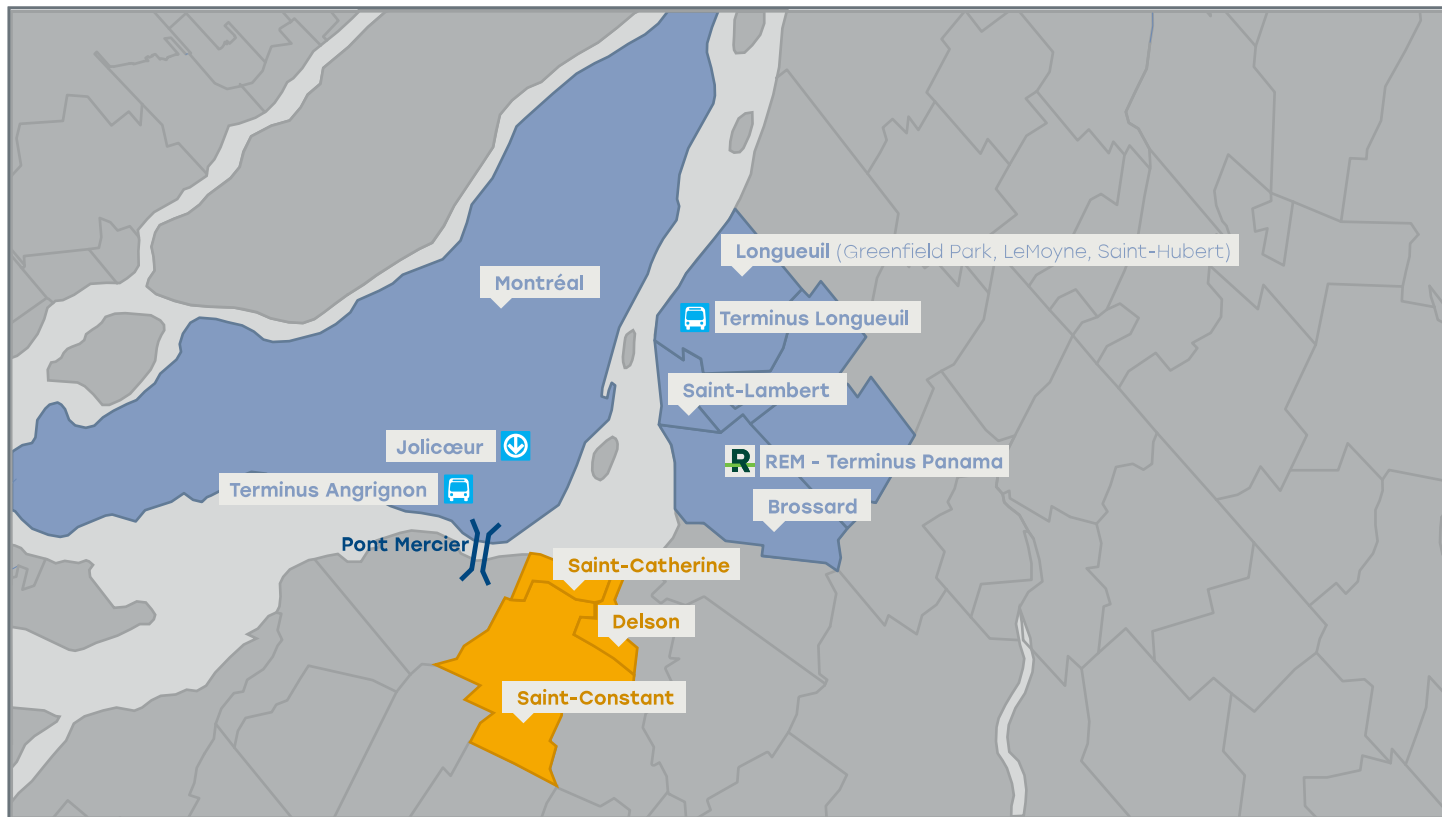 Longueuil (Greenfield Park, LeMoyne, Saint-Hubert)
Montréal
Terminus Longueuil
Saint-Lambert
Jolicœur
R REM - Terminus Panama
Terminus Angrignon
Brossard
Pont Mercier
Saint-Catherine
Delson
Saint-Constant